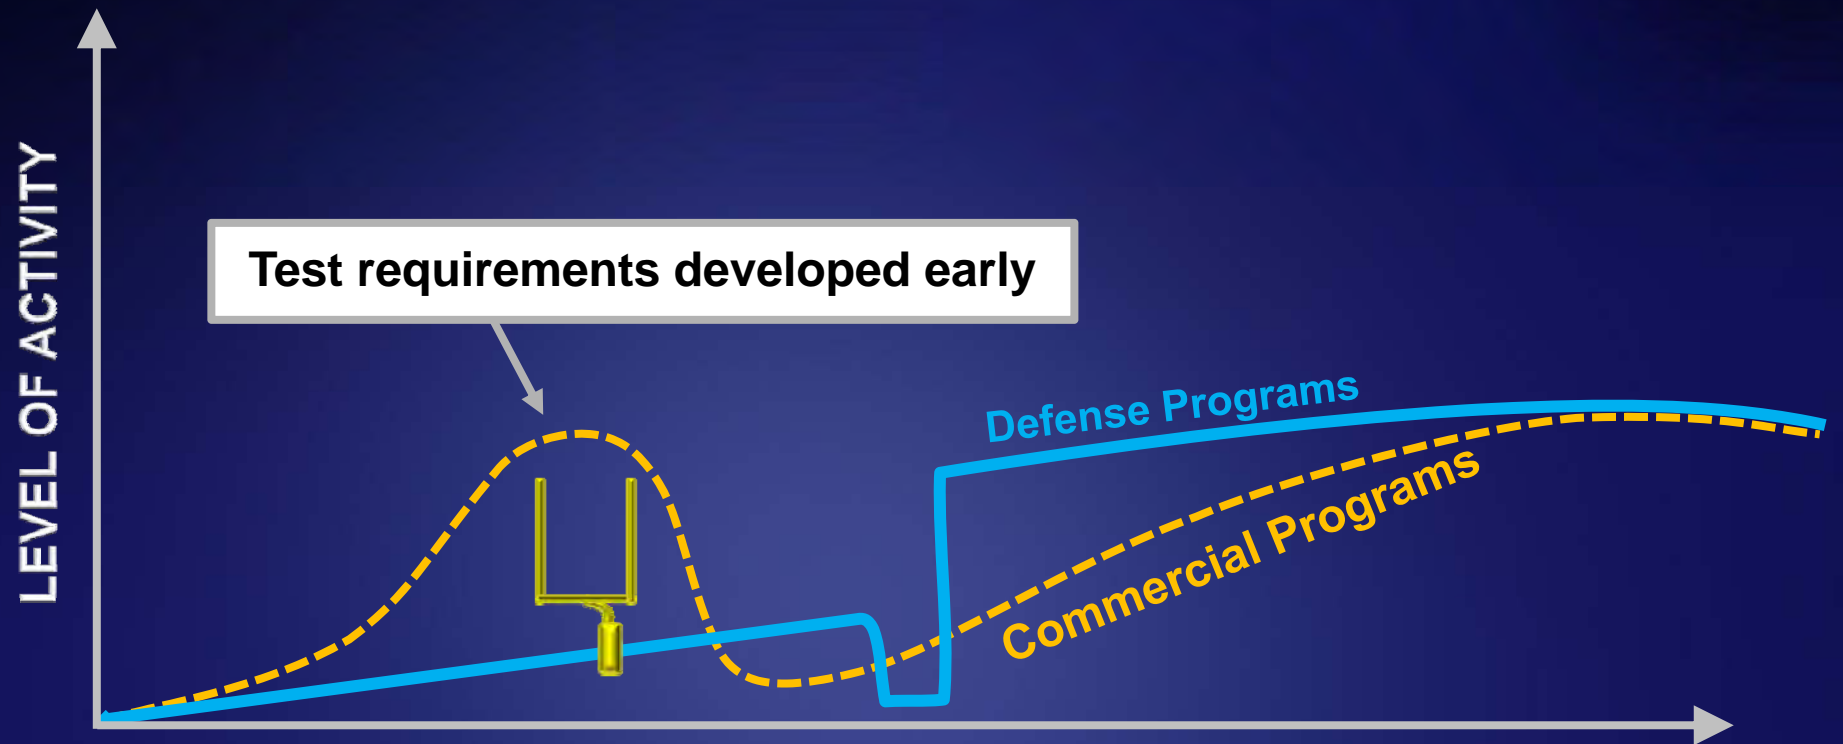 LEVEL OF ACTIVITY
Test requirements developed early
Defense Programs
Commercial Programs